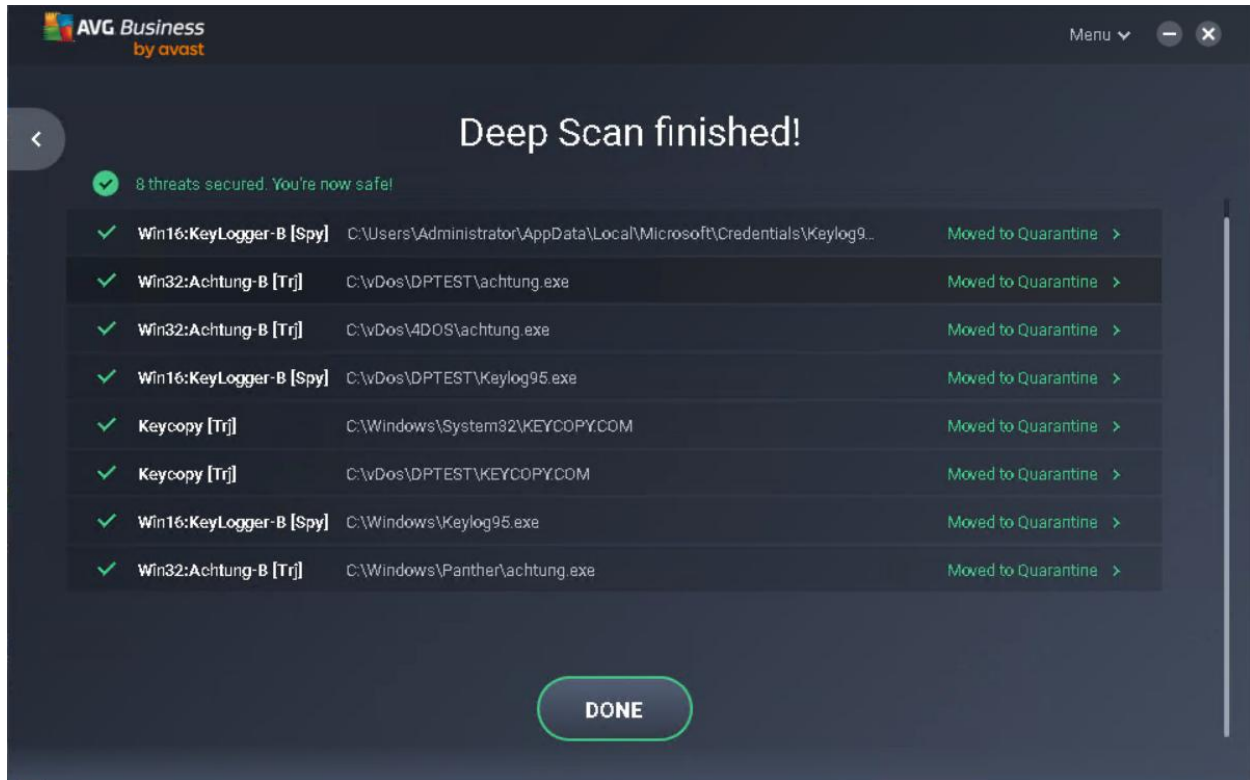 AVG Business
by avast
Menu
Deep Scan finished!
8 threats secured. You're now safe!
Win16:KeyLogger-B [Spy] C:\Users\Administrator\AppData\Local\Microsoft\Credentials\Keylog9... Moved to Quarantine >
Win32:Achtung-B [Trj] C:\vDos\DPTEST\achtung.exe Moved to Quarantine >
Win32:Achtung-B [Trj] C:\vDos\4DOS\achtung.exe Moved to Quarantine >
Win16:KeyLogger-B [Spy] C:\vDos\DPTEST\Keylog95.exe Moved to Quarantine >
Keycopy [Trj] C:\Windows\System32\KEYCOPY.COM Moved to Quarantine >
Keycopy [Trj] C:\vDos\DPTEST\KEYCOPY.COM Moved to Quarantine >
Win16:KeyLogger-B [Spy] C:\Windows\Keylog95.exe Moved to Quarantine >
Win32:Achtung-B [Trj] C:\Windows\Panther\achtung.exe Moved to Quarantine >
DONE